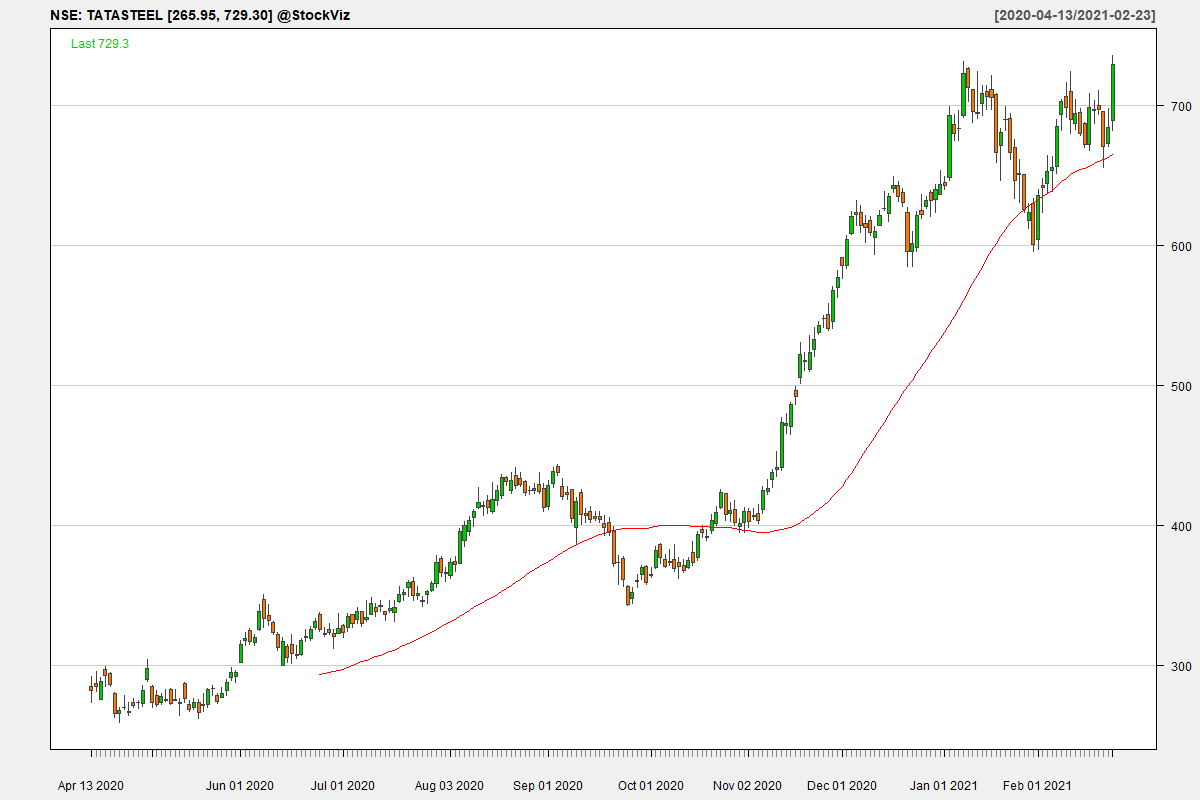 NSE: TATASTEEL [265.95, 729.30] @StockViz
[2020-04-13/2021-02-23]
Last 729.3
700
600
500
400
300
Apr 13 2020
Jun 01 2020
Jul 01 2020
Aug 03 2020
Sep 01 2020
Oct 01 2020
Nov 02 2020
Dec 01 2020
Jan 01 2021
Feb 01 2021